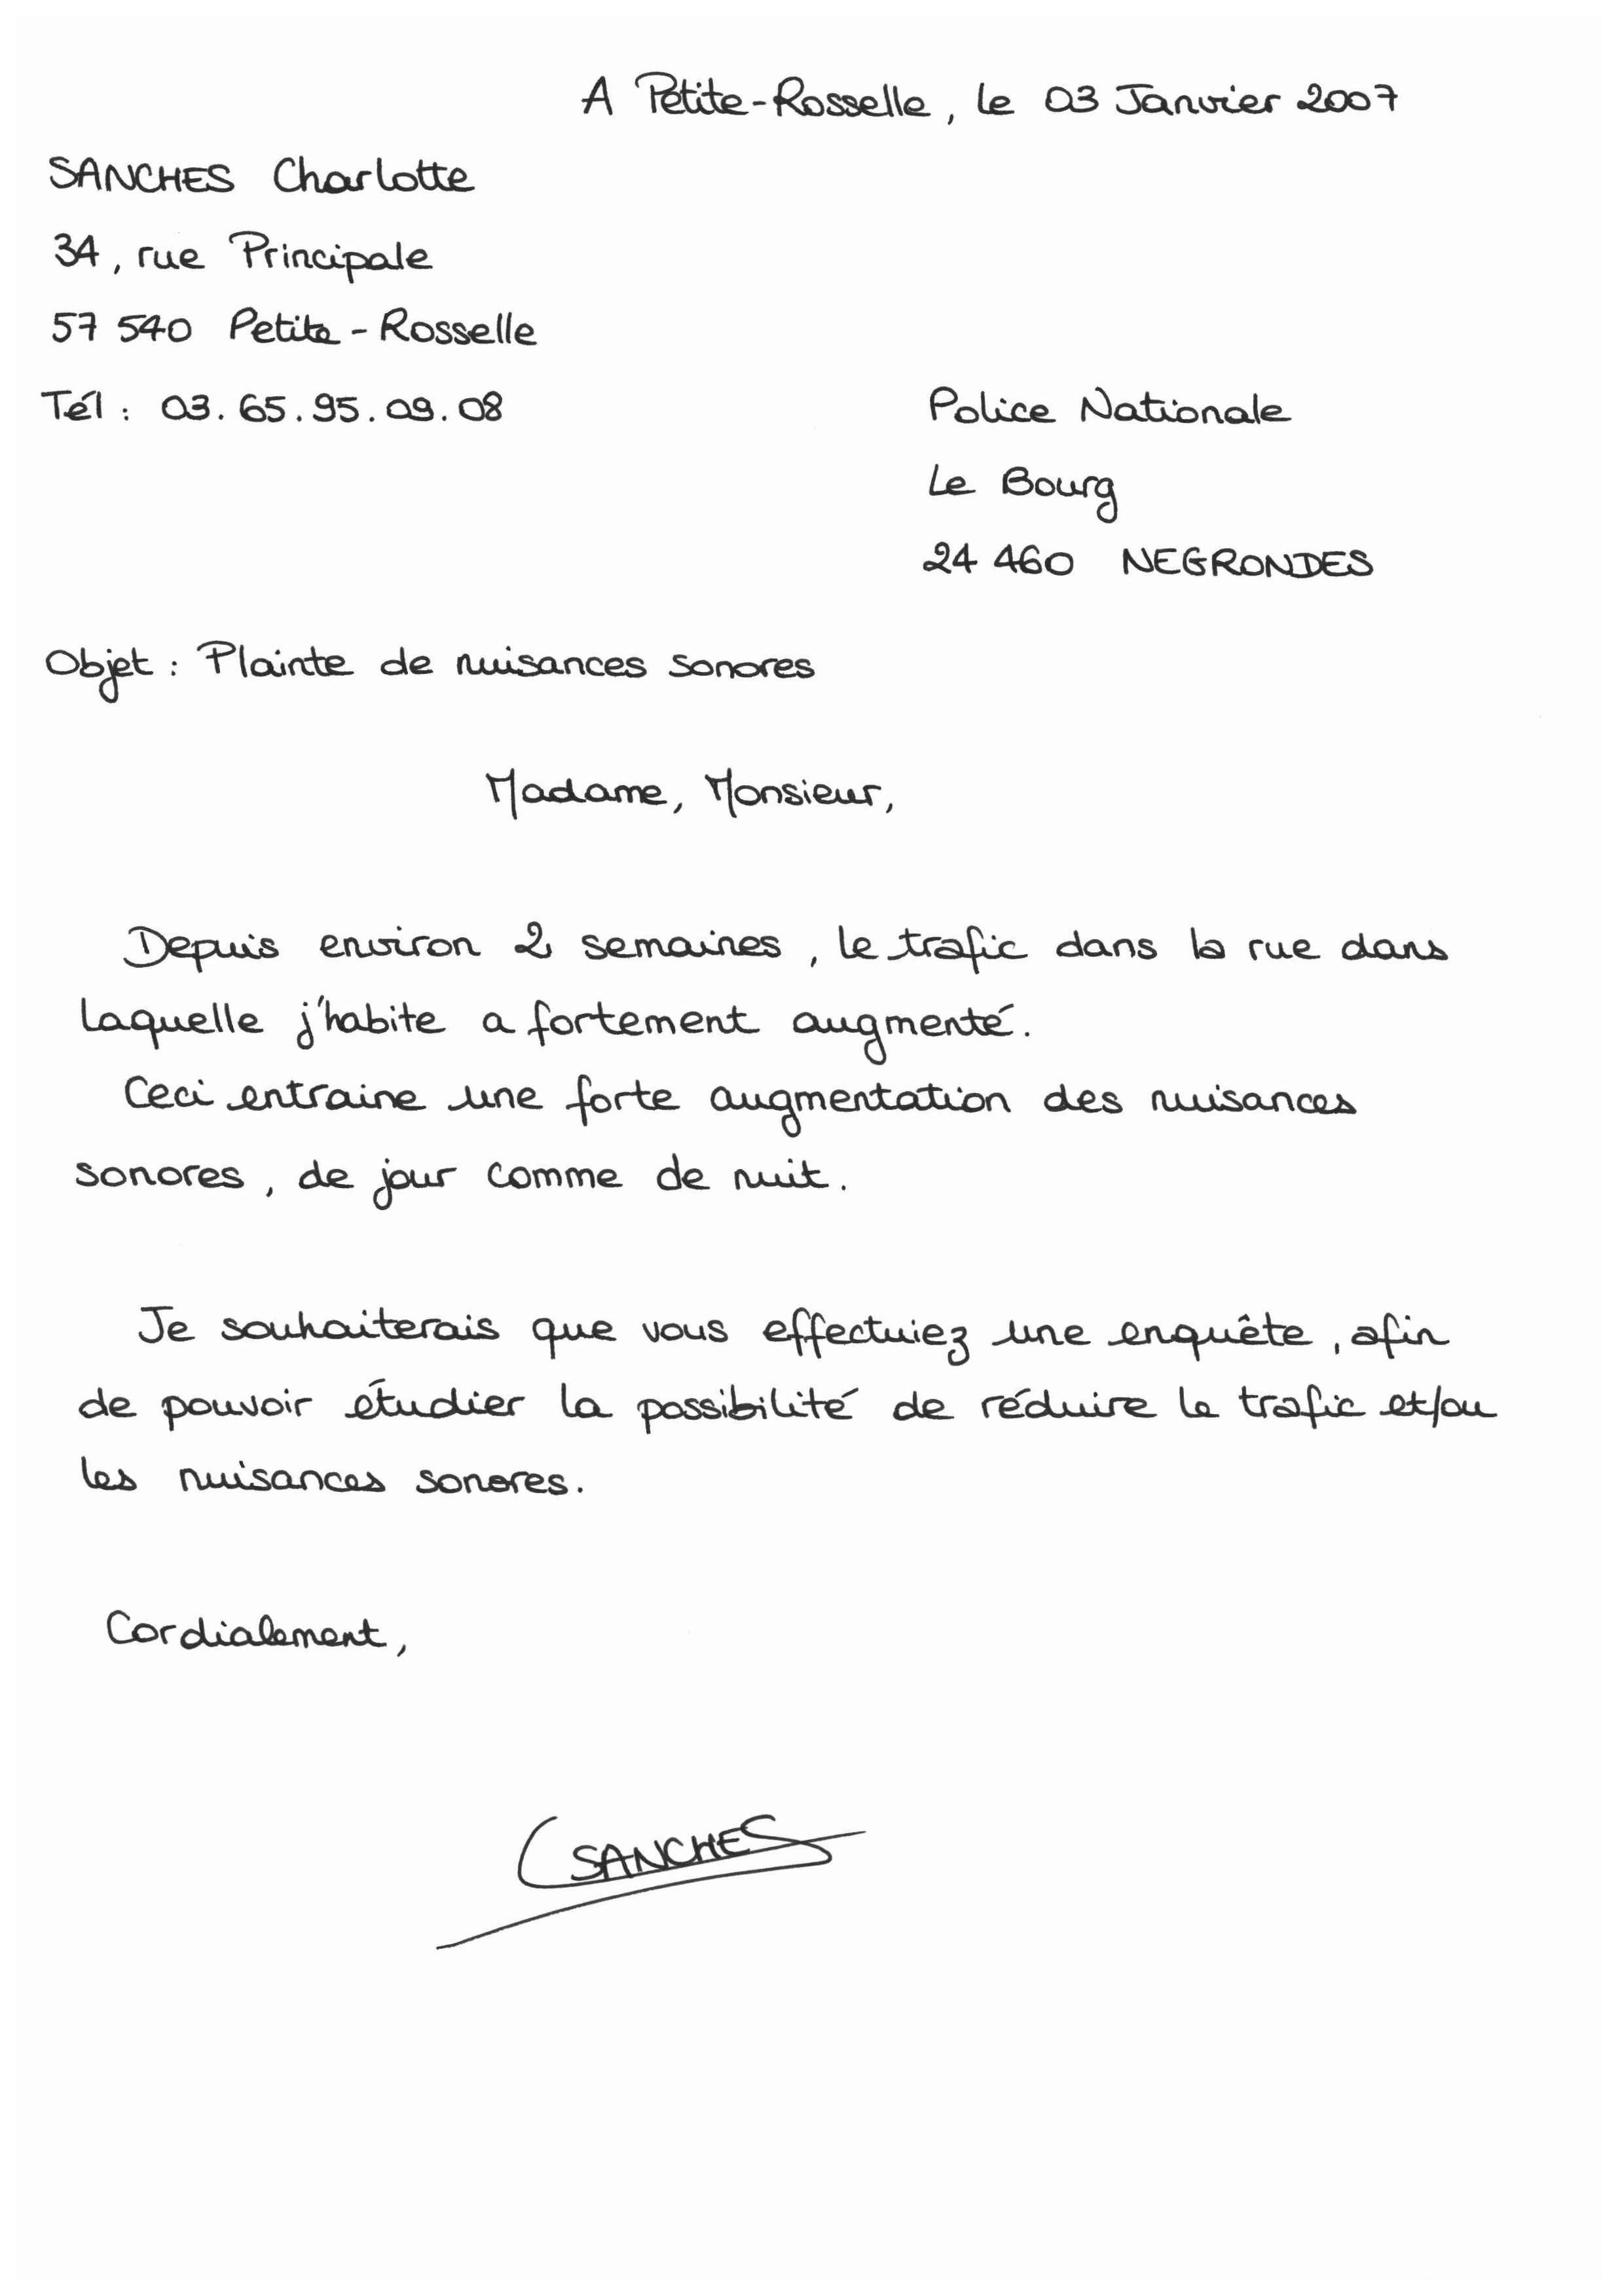 A Petite-Rosselle, le 03 Janvier 2007
SANCHES Charlotte
34, rue Principale
57 540 Petite-Rosselle
Tél : 03.65.95.09.08
Police Nationale
Le Bourg
24 460 NEGRONDES
Objet : Plainte de nuisances sonores
Madame, Monsieur,
Depuis environ 2 semaines, le trafic dans la rue dans
laquelle j'habite a fortement augmenté.
Ceci entraine une forte augmentation des nuisances
sonores, de jour comme de nuit.
Je souhaiterais que vous effectuiez une enquête, afin
de pouvoir étudier la possibilité de réduire le trafic et/ou
les nuisances sonores.
Cordialement,
CSANCHES